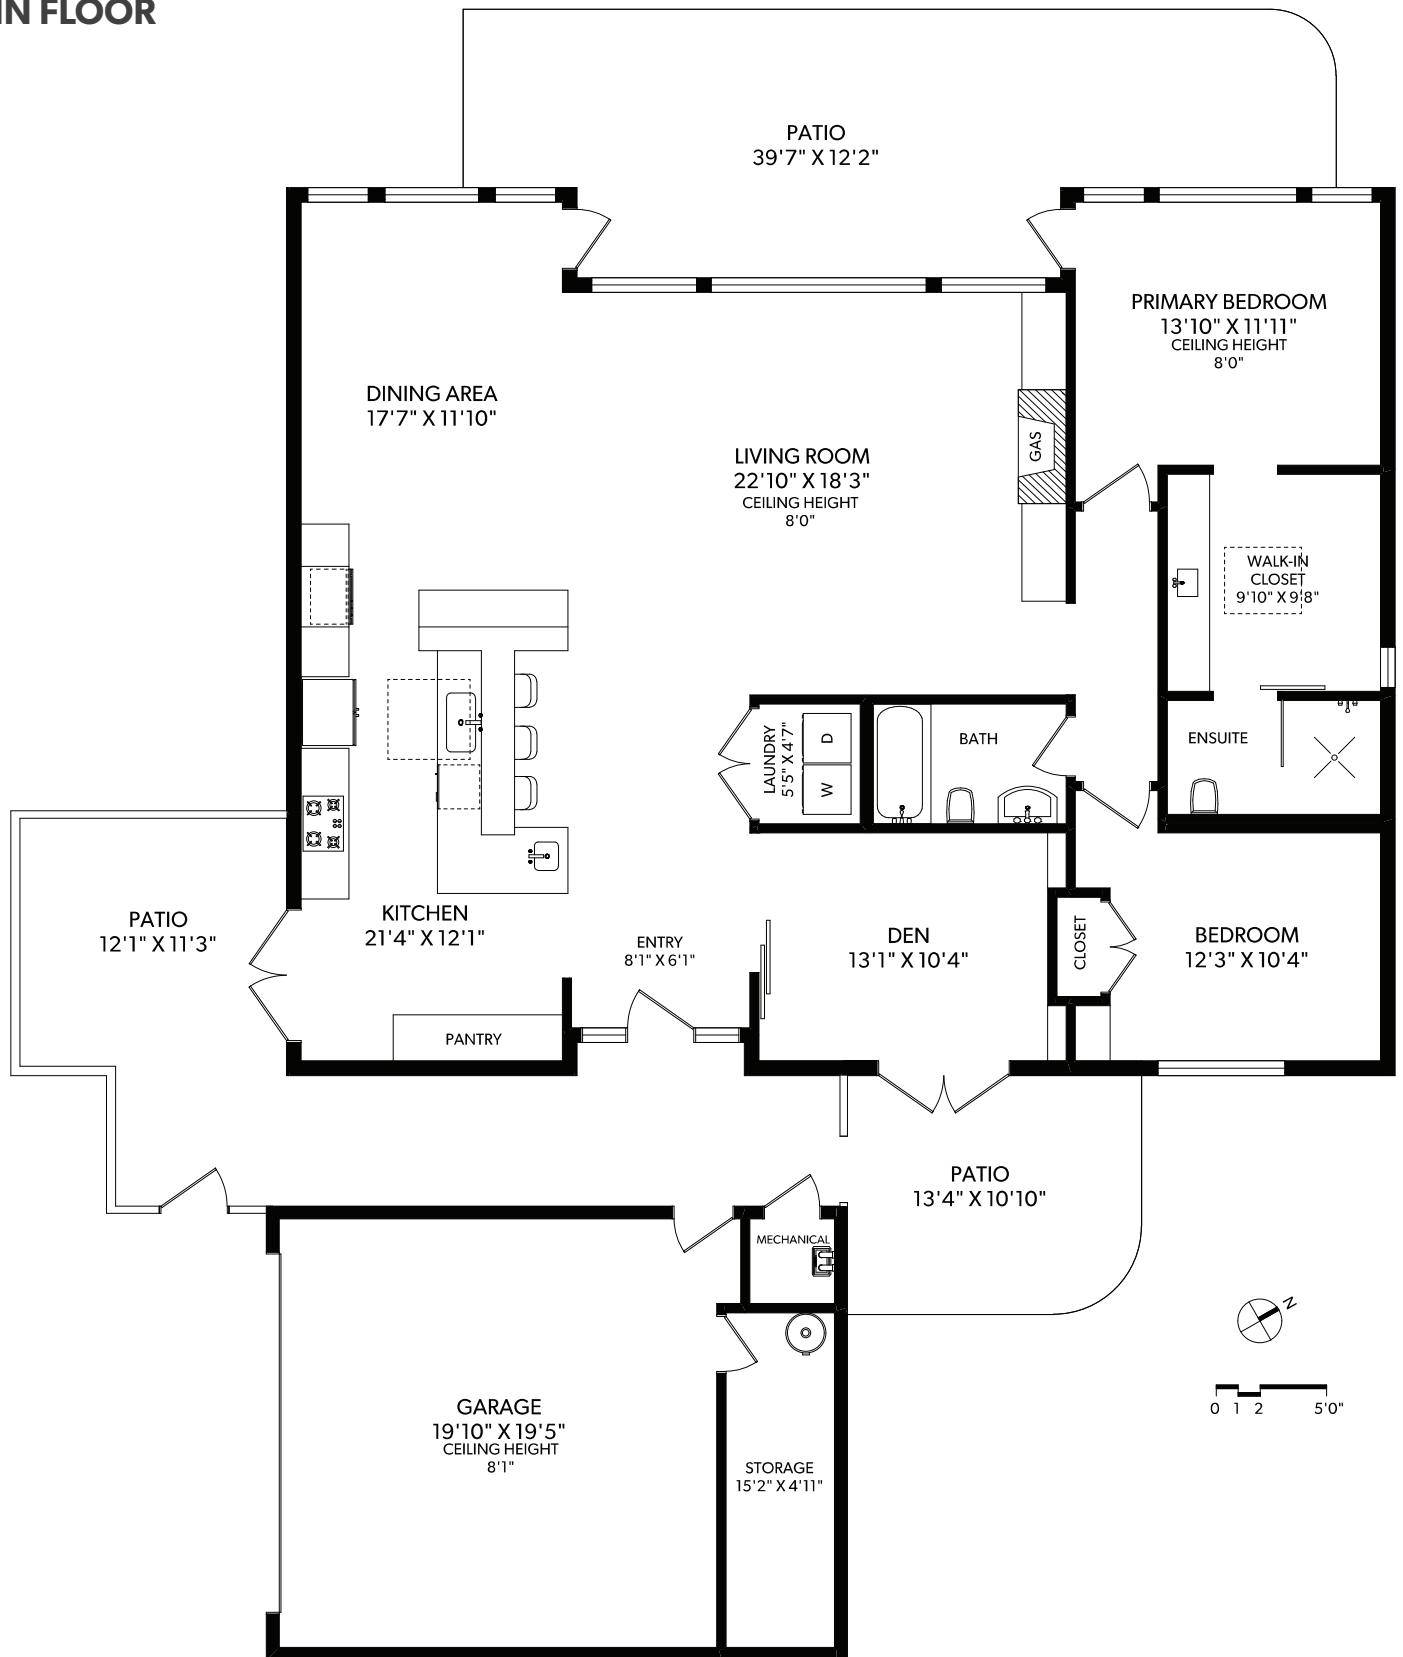 IN FLOOR
PATIO
39'7" X 12'2"
PRIMARY BEDROOM
13'10" X 11'11"
CEILING HEIGHT
8'0"
DINING AREA
17'7" X 11'10"
LIVING ROOM
22'10" X 18'3"
CEILING HEIGHT
8'0"
GAS
WALK-IN
CLOSET
9'10" X 9'8"
LAUNDRY
5'5" X 4'7"
D
W
BATH
ENSUITE
PATIO
12'1" X 11'3"
KITCHEN
21'4" X 12'1"
ENTRY
8'1" X 6'1"
DEN
13'1" X 10'4"
CLOSET
BEDROOM
12'3" X 10'4"
PANTRY
PATIO
13'4" X 10'10"
MECHANICAL
N
0 1 2 5'0"
GARAGE
19'10" X 19'5"
CEILING HEIGHT
8'1"
STORAGE
15'2" X 4'11"